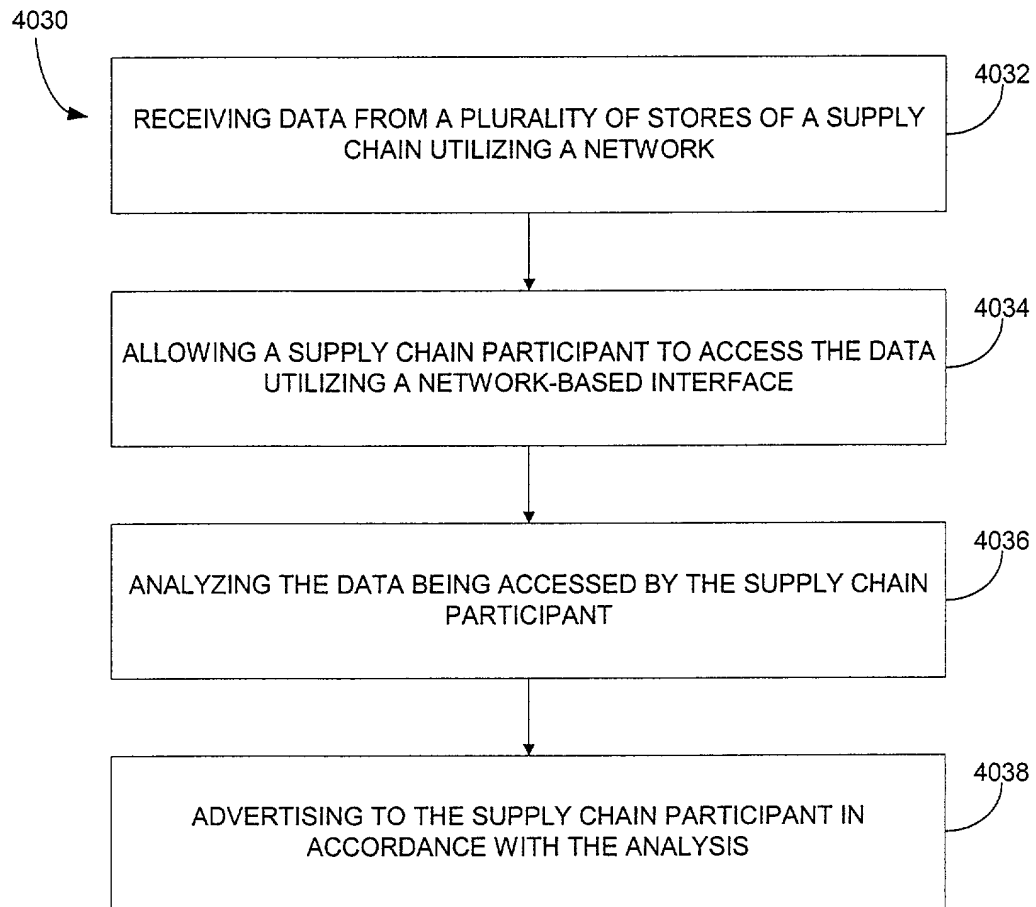 4030
4032
RECEIVING DATA FROM A PLURALITY OF STORES OF A SUPPLY
CHAIN UTILIZING A NETWORK
4034
ALLOWING A SUPPLY CHAIN PARTICIPANT TO ACCESS THE DATA
UTILIZING A NETWORK-BASED INTERFACE
4036
ANALYZING THE DATA BEING ACCESSED BY THE SUPPLY CHAIN
PARTICIPANT
4038
ADVERTISING TO THE SUPPLY CHAIN PARTICIPANT IN
ACCORDANCE WITH THE ANALYSIS